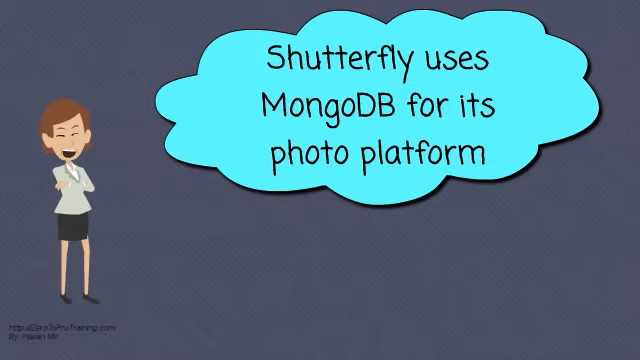 Shutterfly uses
MongoDB for its
photo platform
http://ZeroToProTraining.com
By: Hasan Mir